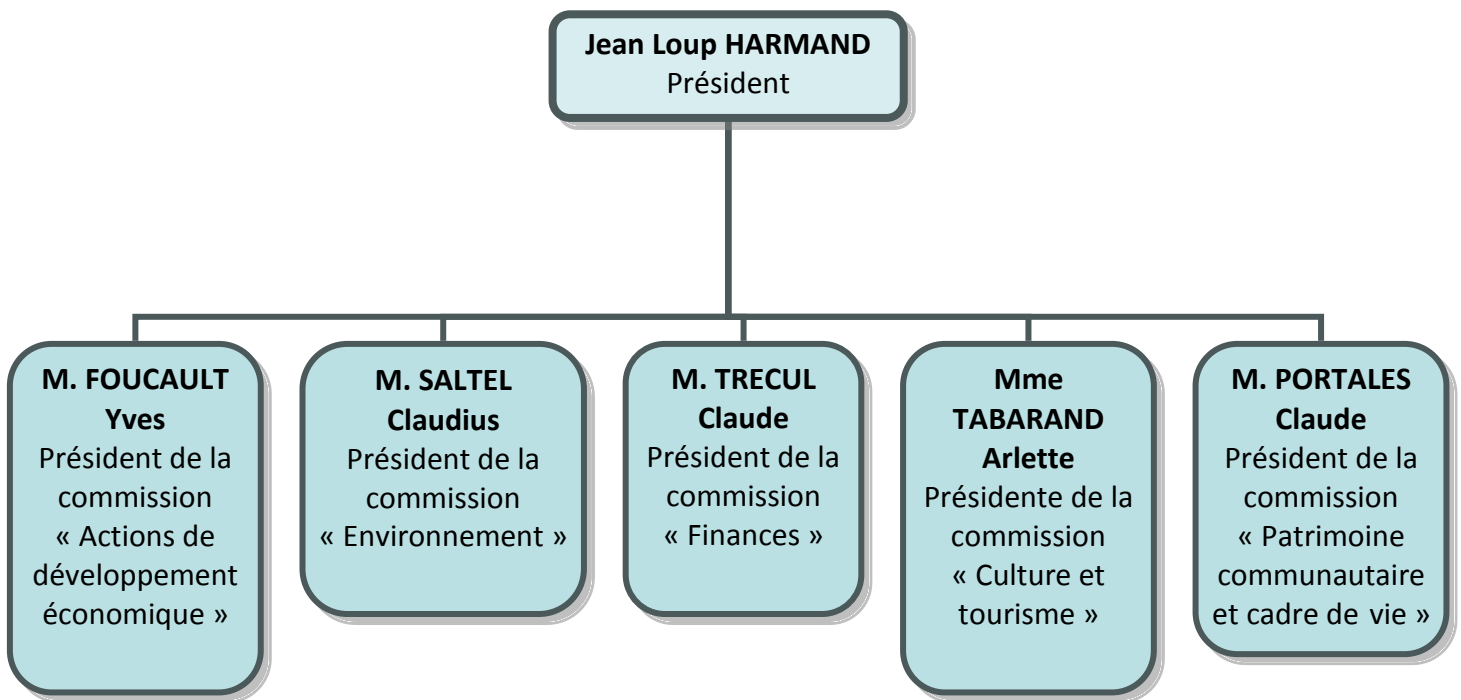 Jean Loup HARMAND
Président
M. FOUCAULT
Yves
Président de la
commission
« Actions de
développement
économique »
M. SALTEL
Claudius
Président de la
commission
« Environnement »
M. TRECUL
Claude
Président de la
commission
« Finances »
Mme
TABARAND
Arlette
Présidente de la
commission
« Culture et
tourisme »
M. PORTALES
Claude
Président de la
commission
« Patrimoine
communautaire
et cadre de vie »